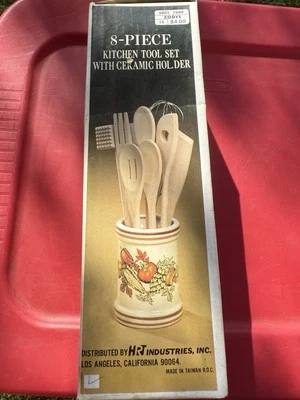 8-PIECE
KITCHEN TOOL SET
WITH CERAMIC HOLDER
DISTRIBUTED BY HRT INDUSTRIES, INC.
LOS ANGELES, CALIFORNIA 90064.
MADE IN TAIWAN R.O.C.